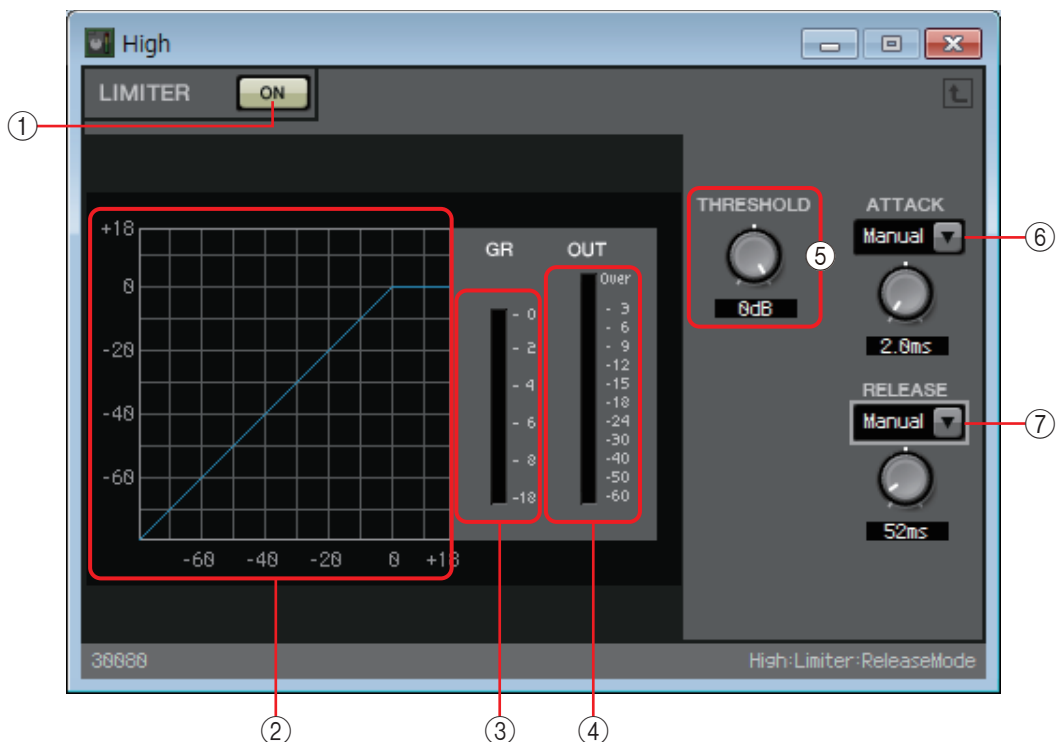 High
LIMITER ON
①
THRESHOLD ATTACK
+18
GR OUT
Manual ⑥
⑤
0
Over
- 0
- 3
0dB
- 6
- 2
- 9
2.0ms
-20
-12
- 4
-15
RELEASE
-18
-40
- 6
-24
Manual ⑦
-30
- 8
-40
-60
-50
-18
-60
52ms
-60 -40 -20 0 +18
30080 High:Limiter:ReleaseMode
② ③ ④